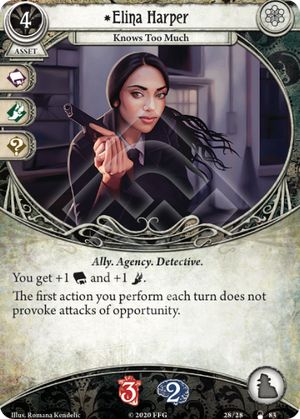 4
*Elina Harper
ASSET
Knows Too Much
?
Ally. Agency. Detective.
You get +1 and +1 .
The first action you perform each turn does not
provoke attacks of opportunity.
3
2
Illus. Romana Kendelic
© 2020 FFG
28/28
83